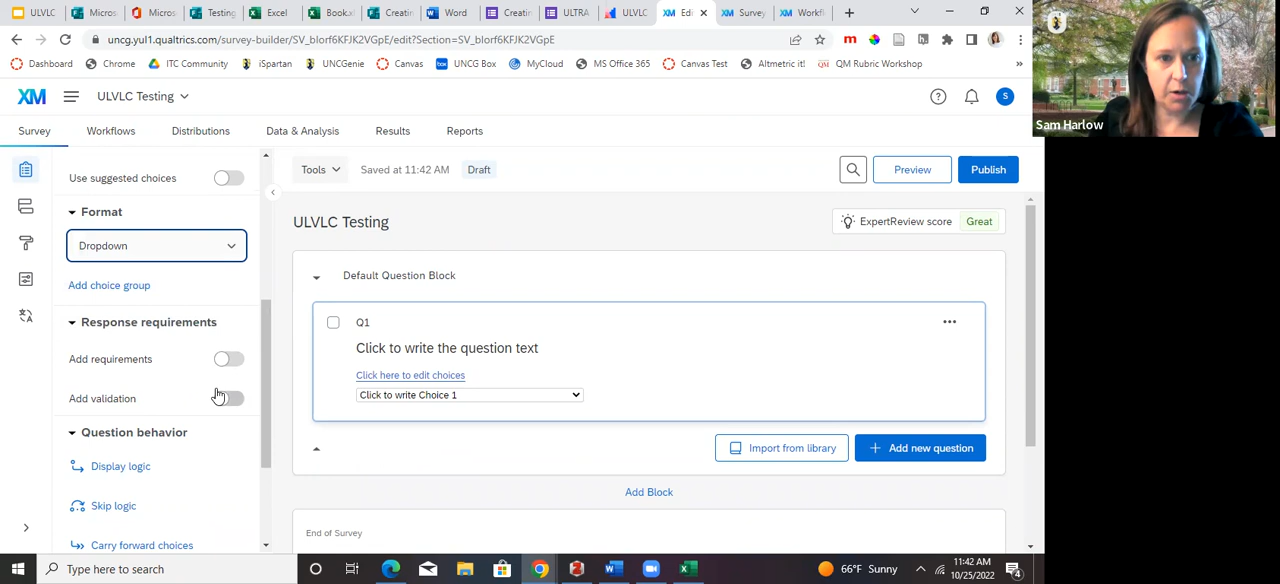 ULVLC
Micros
Micros
Testing
Excel
Book.x
Creatin
Word
Creatin
ULTRA
ULVLC
Edi
Survey
Workfl
uncg.yul1.qualtrics.com/survey-builder/SV_blorf6KFJK2VGpE/edit?Section=SV_blorf6KFJK2VGpE
Dashboard
Chrome
ITC Community
iSpartan
UNCGenie
Canvas
UNCG Box
MyCloud
MS Office 365
Canvas Test
Altmetric it!
QM Rubric Workshop
»
Sam Harlow
XM
ULVLC Testing
S
Survey
Workflows
Distributions
Data & Analysis
Results
Reports
Use suggested choices
Format
Dropdown
Add choice group
Response requirements
Add requirements
Add validation
Question behavior
Display logic
Skip logic
Carry forward choices
Tools
Saved at 11:42 AM
Draft
Preview
Publish
ULVLC Testing
ExpertReview score
Great
Default Question Block
Q1
Click to write the question text
Click here to edit choices
Click to write Choice 1
Import from library
+ Add new question
Add Block
End of Survey
Type here to search
66°F Sunny
11:42 AM
10/25/2022
4